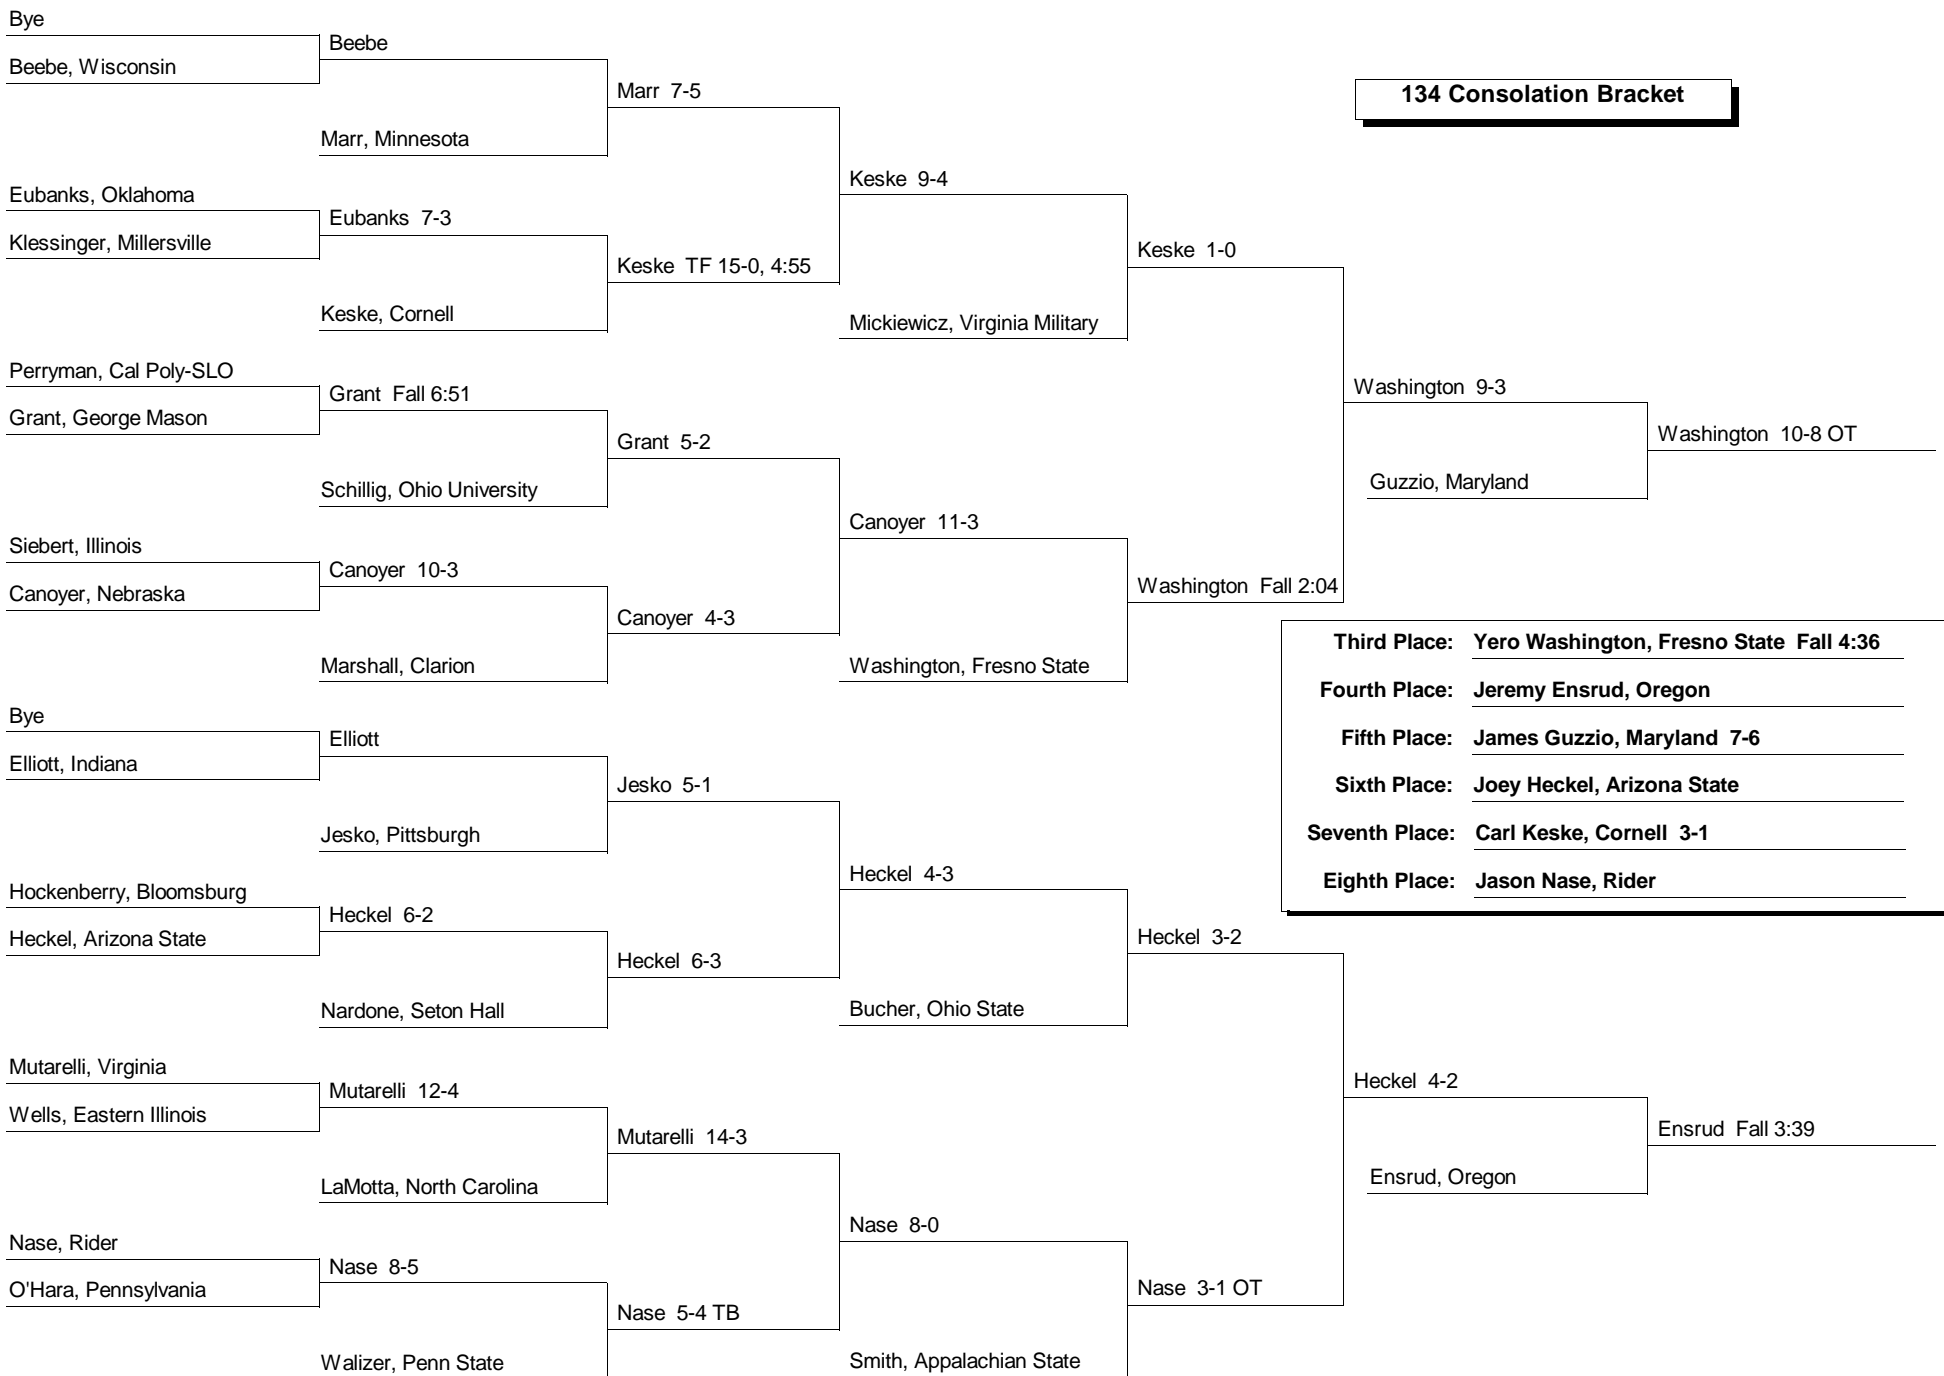 Bye
Beebe, Wisconsin
Beebe
Marr, Minnesota
Marr 7-5
Eubanks, Oklahoma
Klessinger, Millersville
Eubanks 7-3
Keske, Cornell
Keske TF 15-0, 4:55
Keske 9-4
Mickiewicz, Virginia Military
Keske 1-0
Perryman, Cal Poly-SLO
Grant, George Mason
Grant Fall 6:51
Schillig, Ohio University
Grant 5-2
Siebert, Illinois
Canoyer, Nebraska
Canoyer 10-3
Marshall, Clarion
Canoyer 4-3
Canoyer 11-3
Washington, Fresno State
Washington Fall 2:04
Washington 9-3
Guzzio, Maryland
Washington 10-8 OT
134 Consolation Bracket
Bye
Elliott, Indiana
Elliott
Jesko, Pittsburgh
Jesko 5-1
Hockenberry, Bloomsburg
Heckel, Arizona State
Heckel 6-2
Nardone, Seton Hall
Heckel 6-3
Heckel 4-3
Bucher, Ohio State
Heckel 3-2
Mutarelli, Virginia
Wells, Eastern Illinois
Mutarelli 12-4
LaMotta, North Carolina
Mutarelli 14-3
Nase, Rider
O'Hara, Pennsylvania
Nase 8-5
Walizer, Penn State
Nase 5-4 TB
Nase 8-0
Smith, Appalachian State
Nase 3-1 OT
Heckel 4-2
Ensrud, Oregon
Ensrud Fall 3:39
Third Place: Yero Washington, Fresno State Fall 4:36
Fourth Place: Jeremy Ensrud, Oregon
Fifth Place: James Guzzio, Maryland 7-6
Sixth Place: Joey Heckel, Arizona State
Seventh Place: Carl Keske, Cornell 3-1
Eighth Place: Jason Nase, Rider